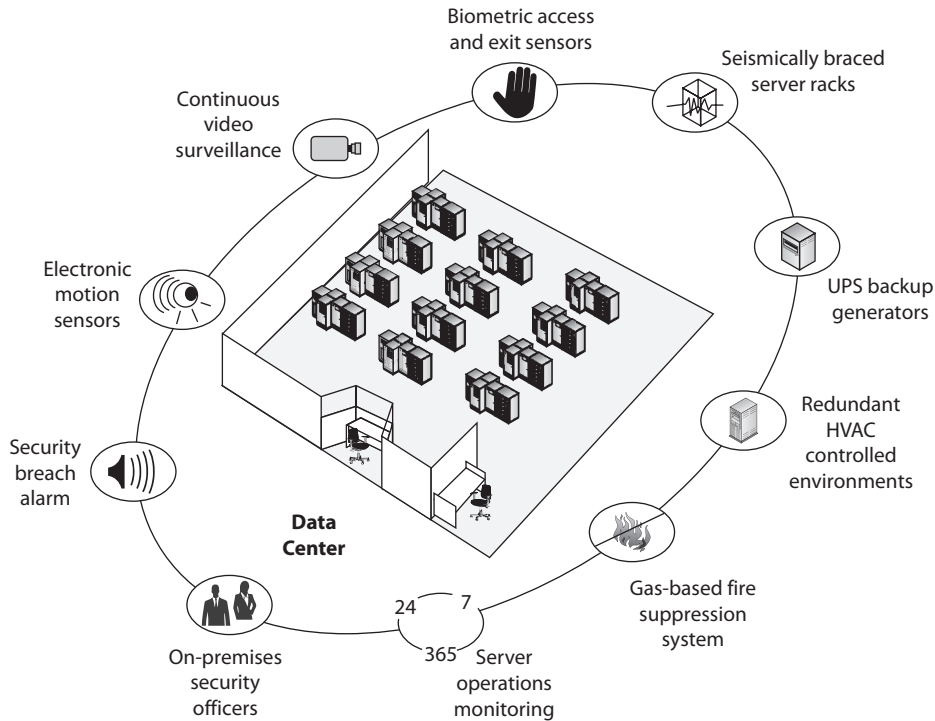 Biometric access
and exit sensors
Seismically braced
server racks
Continuous
video
surveillance
Electronic
motion
sensors
UPS backup
generators
Redundant
HVAC
controlled
environments
Security
breach
alarm
Data
Center
Gas-based fire
suppression
system
24
7
365
Server
operations
monitoring
On-premises
security
officers